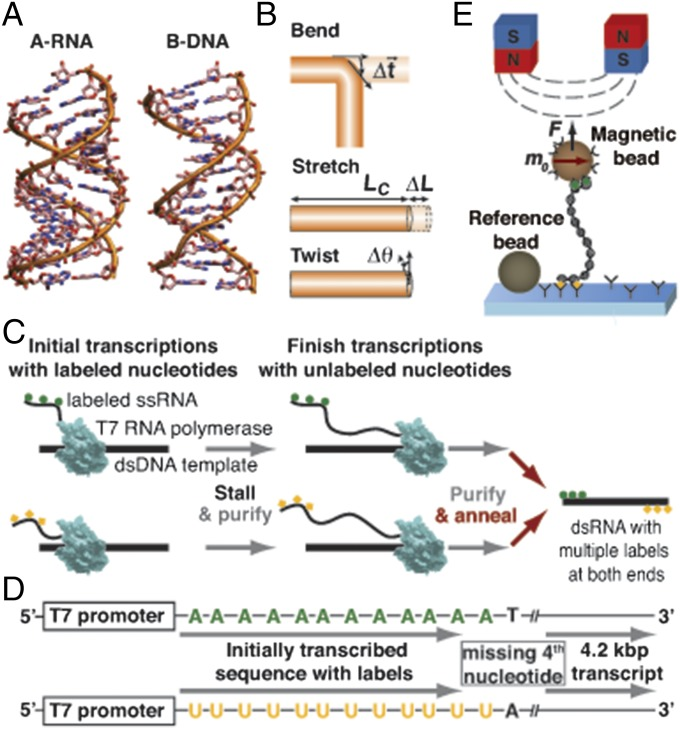 A
A-RNA B-DNA
B
Bend
Δt⃗
Stretch
L_C ΔL
Twist Δθ
E
S N
N S
F
Magnetic
bead
m₀
Reference
bead
C
Initial transcriptions
with labeled nucleotides
Finish transcriptions
with unlabeled nucleotides
labeled ssRNA
T7 RNA polymerase
dsDNA template
Stall
& purify
Purify
& anneal
dsRNA with
multiple labels
at both ends
D
5'- T7 promoter A-A-A-A-A-A-A-A-A-A-A-A-T-//- 3'
Initially transcribed
sequence with labels
missing 4th
nucleotide
4.2 kbp
transcript
5'- T7 promoter U-U-U-U-U-U-U-U-U-U-U-U-A-//- 3'